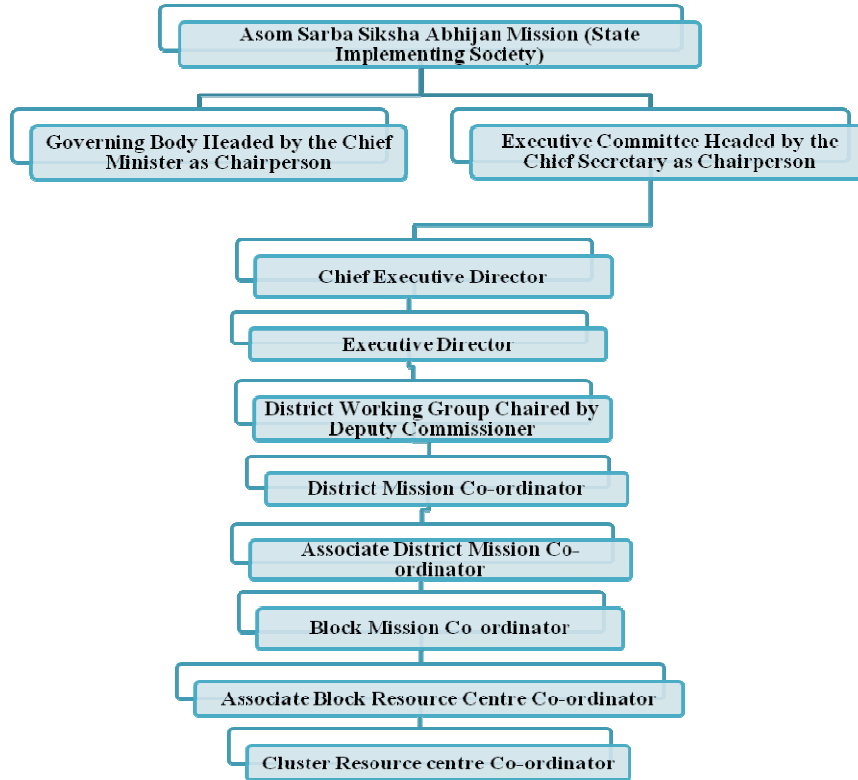 Asom Sarba Siksha Abhijan Mission (State
Implementing Society)
Governing Body Headed by the Chief
Minister as Chairperson
Executive Committee Headed by the
Chief Secretary as Chairperson
Chief Executive Director
Executive Director
District Working Group Chaired by
Deputy Commissioner
District Mission Co-ordinator
Associate District Mission Co-
ordinator
Block Mission Co-ordinator
Associate Block Resource Centre Co-ordinator
Cluster Resource centre Co-ordinator